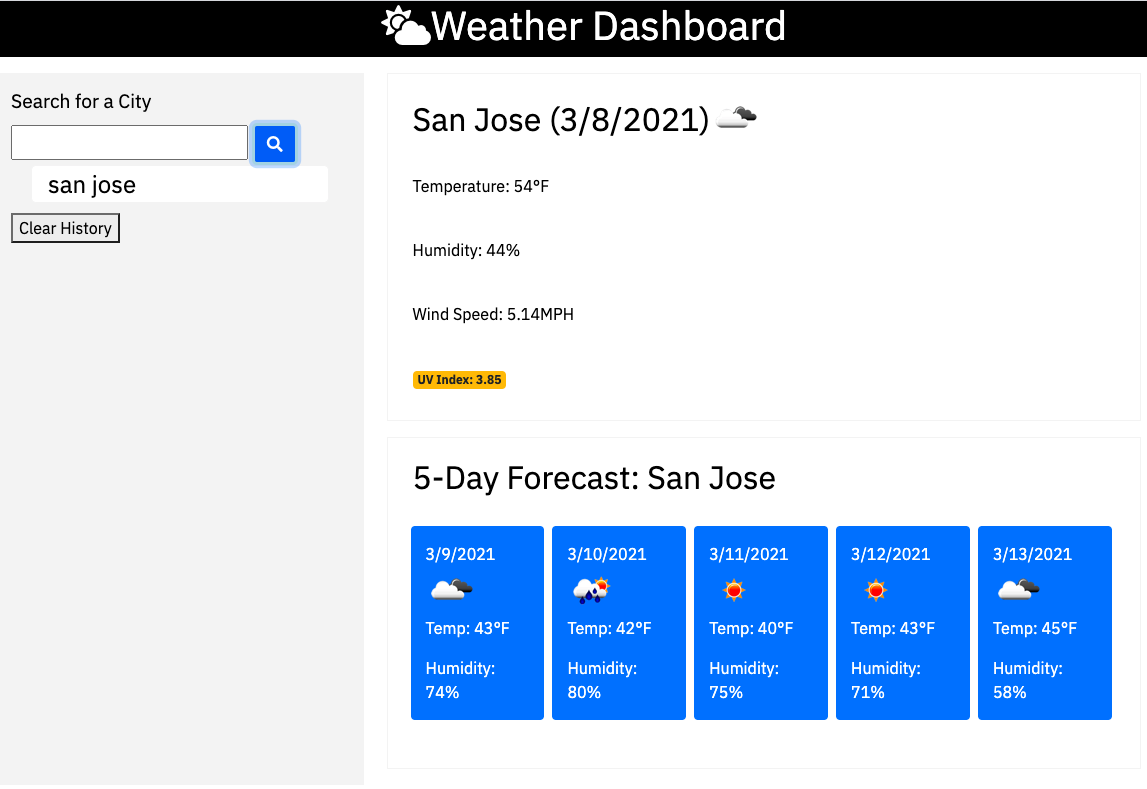 Weather Dashboard
Search for a City
san jose
Clear History
San Jose (3/8/2021)
Temperature: 54°F
Humidity: 44%
Wind Speed: 5.14MPH
UV Index: 3.85
5-Day Forecast: San Jose
3/9/2021
Temp: 43°F
Humidity:
74%
3/10/2021
Temp: 42°F
Humidity:
80%
3/11/2021
Temp: 40°F
Humidity:
75%
3/12/2021
Temp: 43°F
Humidity:
71%
3/13/2021
Temp: 45°F
Humidity:
58%